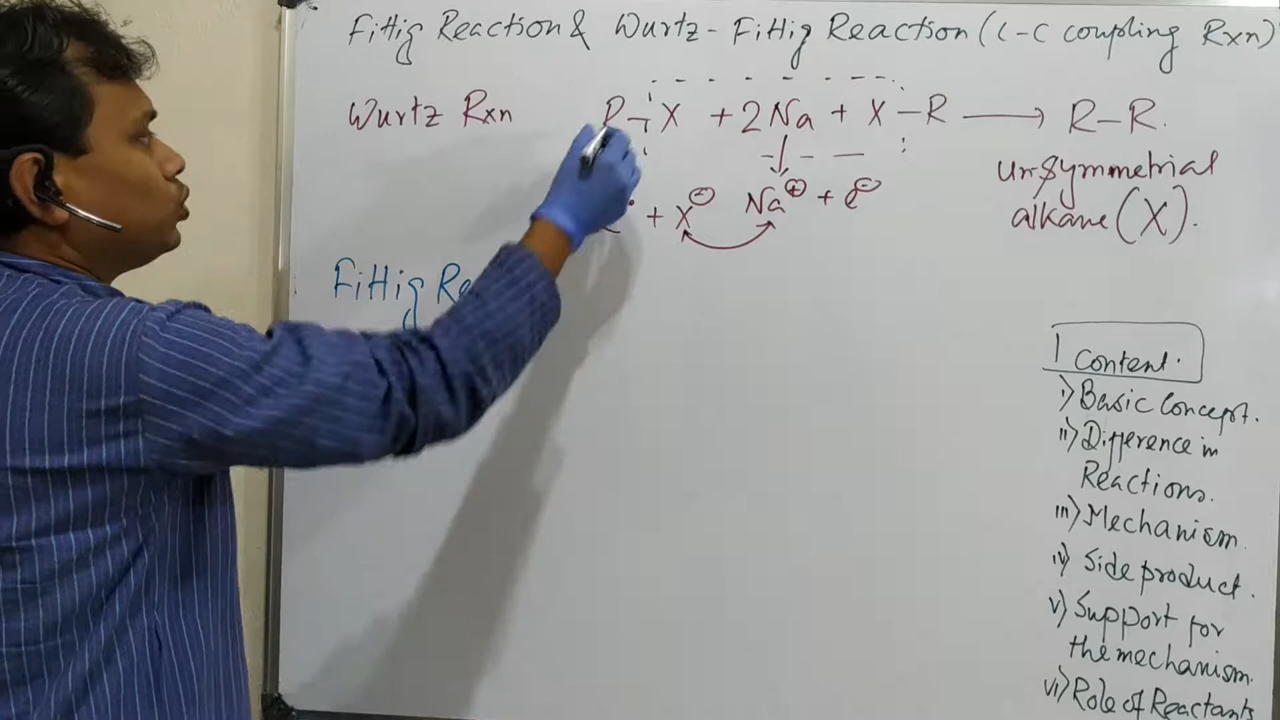 Fittig Reaction & Wurtz-Fittig Reaction (C-C coupling Rxn)
Wurtz Rxn R-X + 2Na + X-R ⟶ R-R.
Na⊕ + e⊖
+ X⊖
unsymmetrial
alkane (X).
Fittig Re
Content.
i) Basic Concept.
ii) Difference in
Reactions.
iii) Mechanism.
iv) Side product.
v) Support for
the mechanism.
vi) Role of Reactants